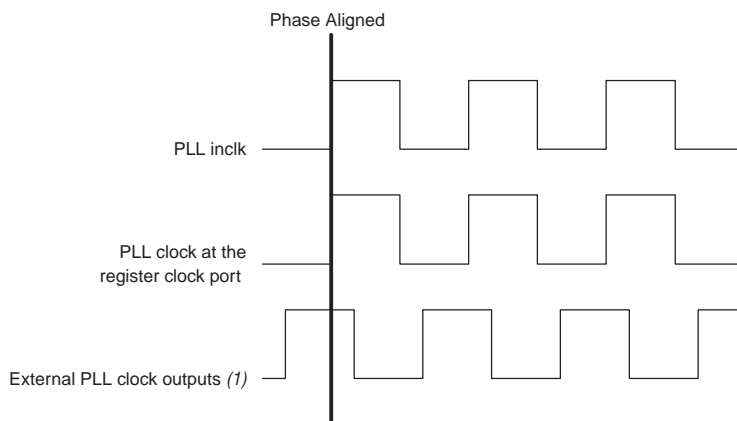 Phase Aligned
PLL inclk
PLL clock at the
register clock port
External PLL clock outputs (1)